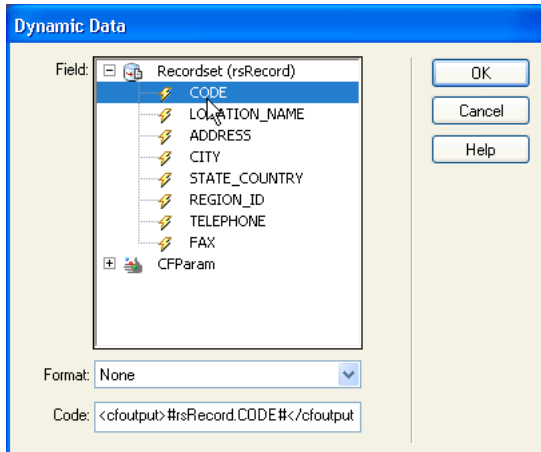 Dynamic Data
Field:
Recordset (rsRecord)
OK
CODE
LOCATION_NAME
Cancel
ADDRESS
CITY
Help
STATE_COUNTRY
REGION_ID
TELEPHONE
FAX
CFParam
Format: None
Code: <cfoutput>#rsRecord.CODE#</cfoutput